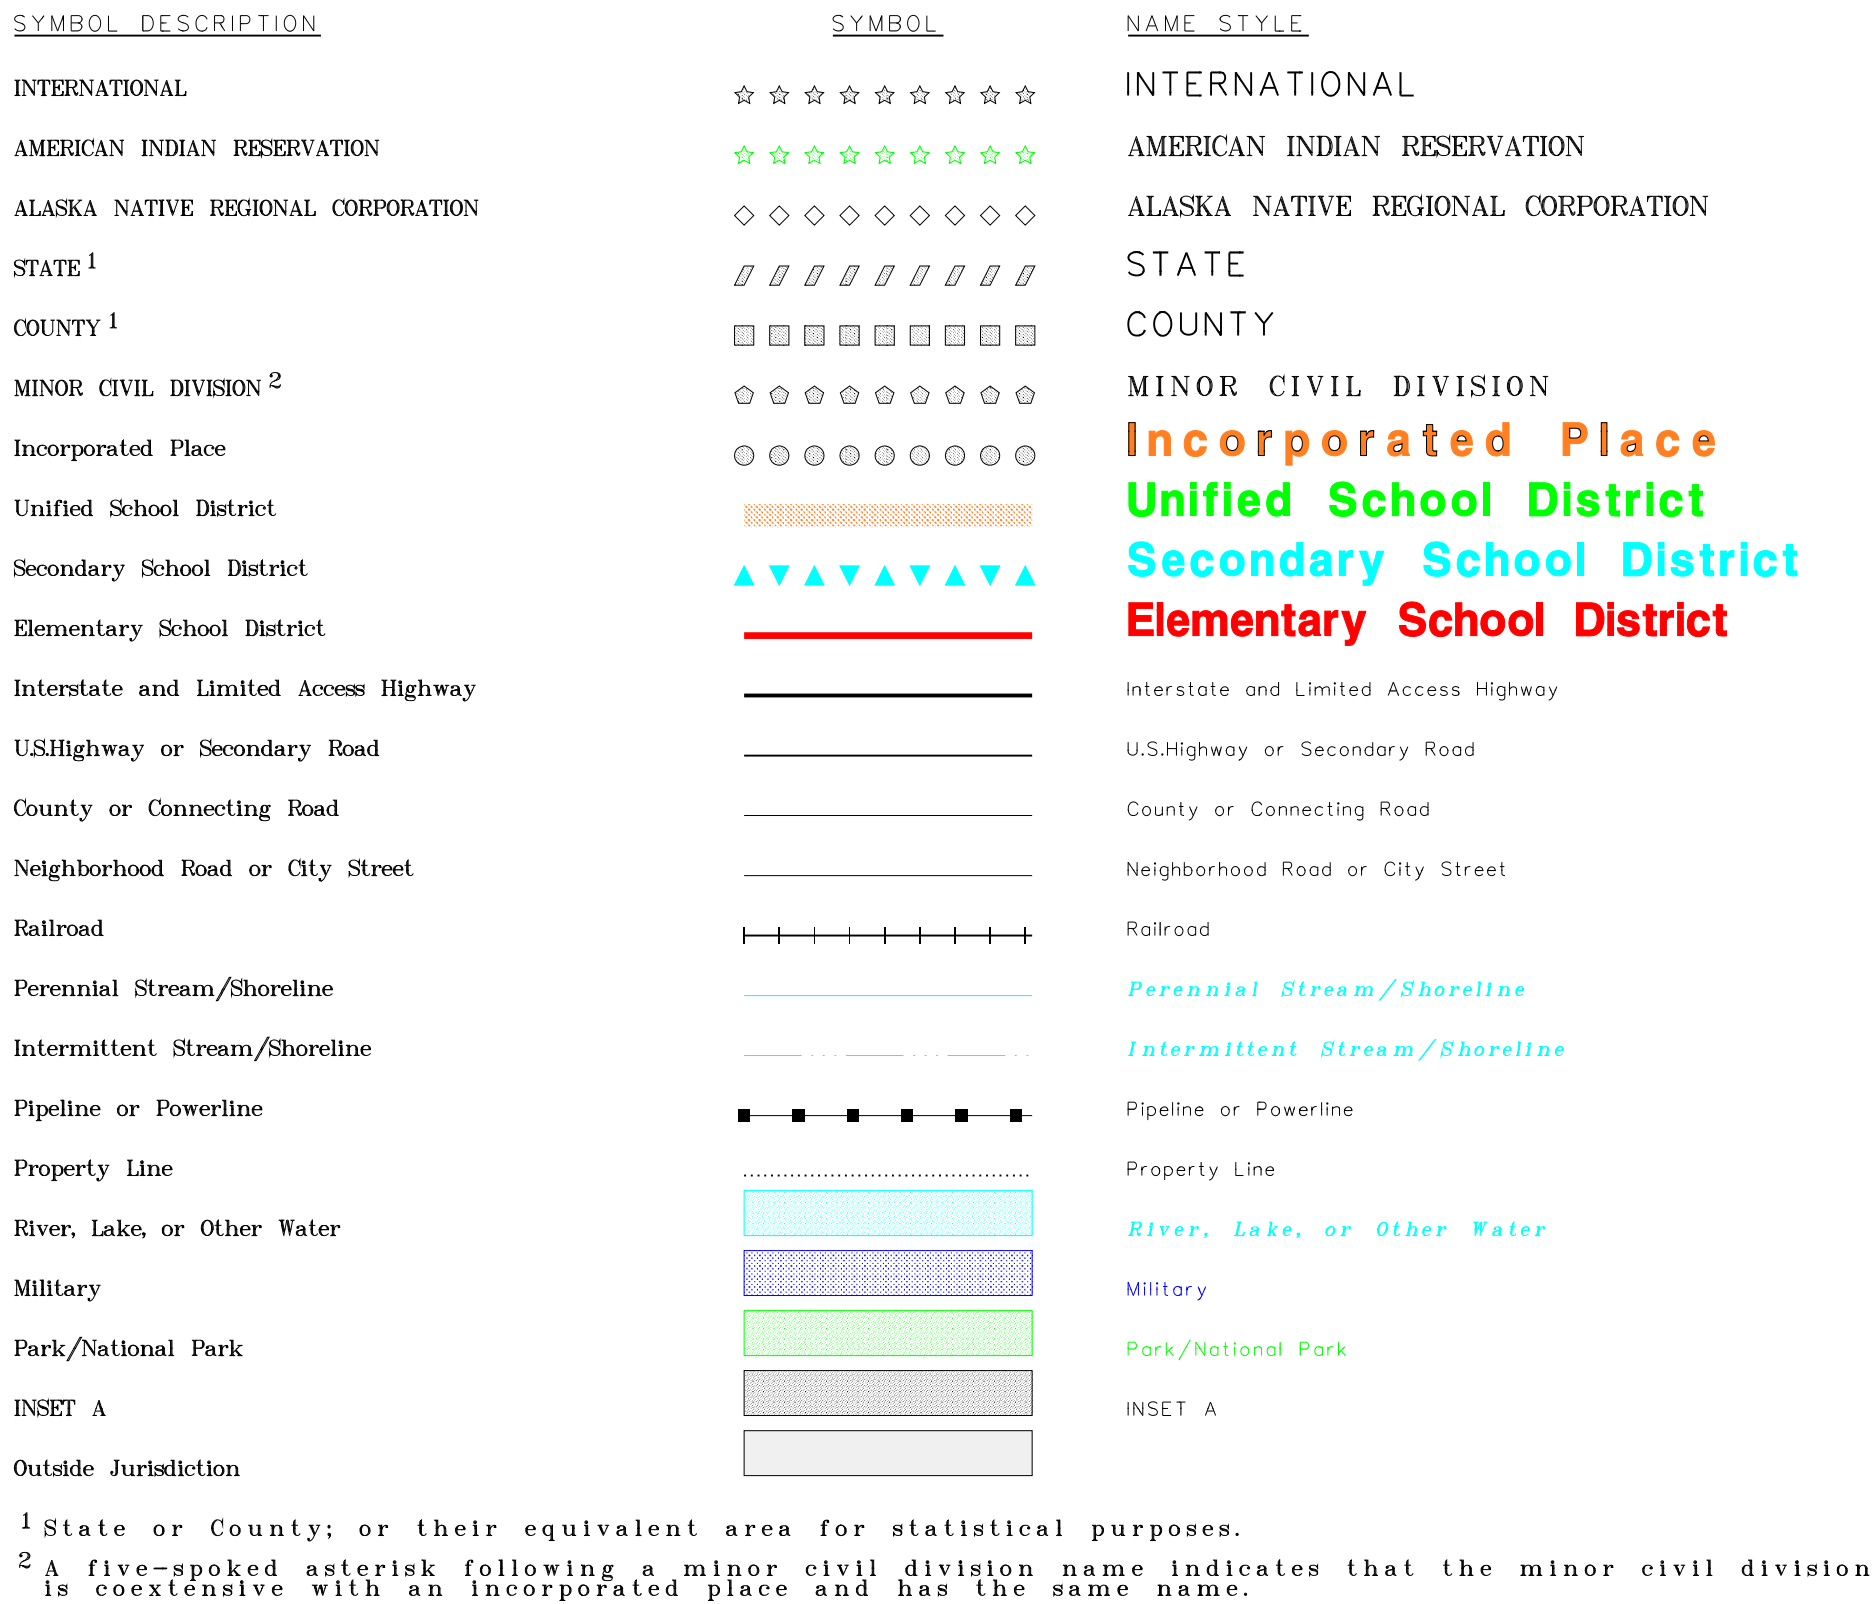 SYMBOL DESCRIPTION SYMBOL NAME STYLE
INTERNATIONAL INTERNATIONAL
AMERICAN INDIAN RESERVATION AMERICAN INDIAN RESERVATION
ALASKA NATIVE REGIONAL CORPORATION ALASKA NATIVE REGIONAL CORPORATION
STATE 1 STATE
COUNTY 1 COUNTY
MINOR CIVIL DIVISION 2 MINOR CIVIL DIVISION
Incorporated Place Incorporated Place
Unified School District Unified School District
Secondary School District Secondary School District
Elementary School District Elementary School District
Interstate and Limited Access Highway Interstate and Limited Access Highway
U.S.Highway or Secondary Road U.S.Highway or Secondary Road
County or Connecting Road County or Connecting Road
Neighborhood Road or City Street Neighborhood Road or City Street
Railroad Railroad
Perennial Stream/Shoreline Perennial Stream/Shoreline
Intermittent Stream/Shoreline Intermittent Stream/Shoreline
Pipeline or Powerline Pipeline or Powerline
Property Line Property Line
River, Lake, or Other Water River, Lake, or Other Water
Military Military
Park/National Park Park/National Park
INSET A INSET A
Outside Jurisdiction
1 State or County; or their equivalent area for statistical purposes.
2 A five-spoked asterisk following a minor civil division name indicates that the minor civil division
is coextensive with an incorporated place and has the same name.